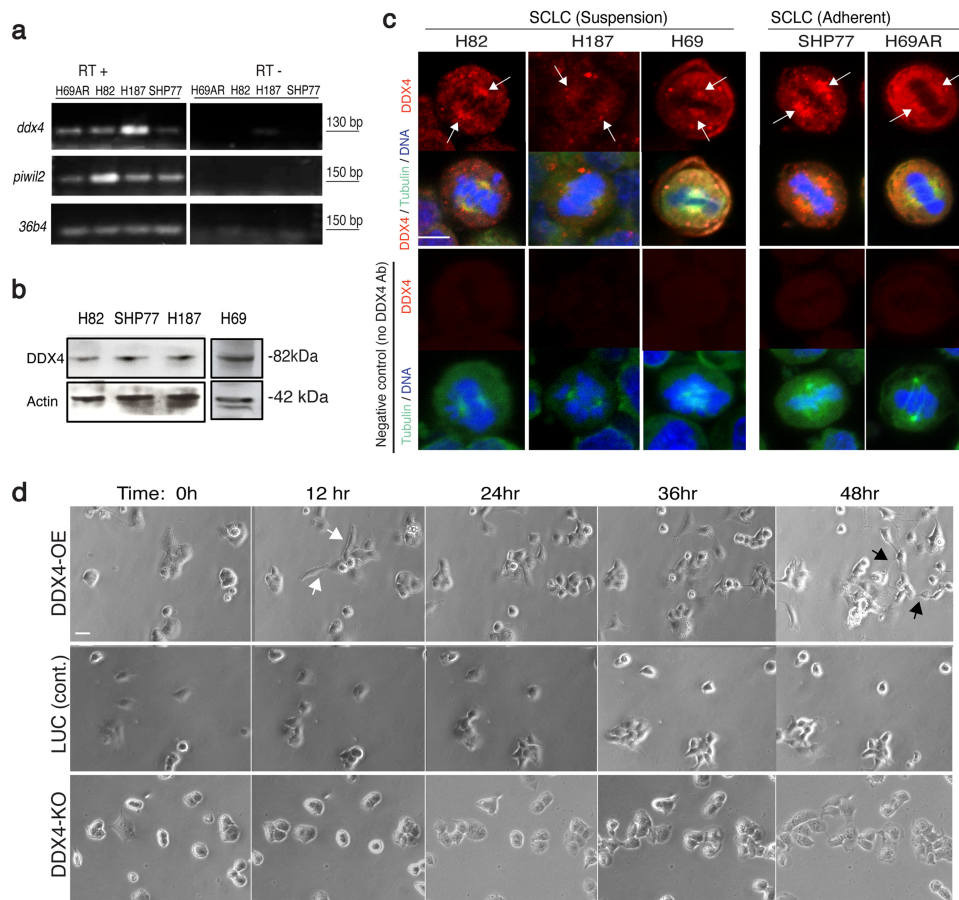 a
RT +
RT -
H69AR H82 H187 SHP77
H69AR H82 H187 SHP77
ddx4
130 bp
piwil2
150 bp
36b4
150 bp
b
H82 SHP77 H187 H69
DDX4
-82kDa
Actin
-42 kDa
c
SCLC (Suspension)
SCLC (Adherent)
H82 H187 H69
SHP77 H69AR
DDX4
DDX4 / Tubulin / DNA
Negative control (no DDX4 Ab)
DDX4
Tubulin / DNA
d
Time: 0h 12 hr 24hr 36hr 48hr
DDX4-OE
LUC (cont.)
DDX4-KO